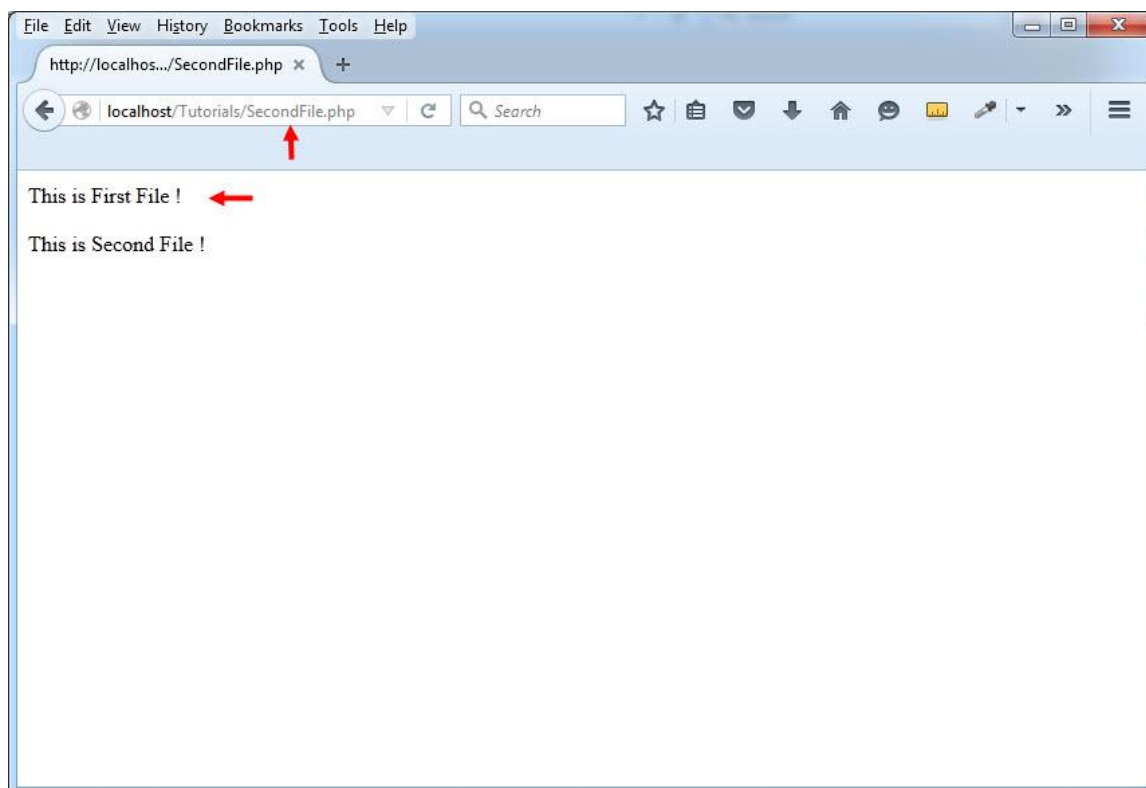 File Edit View History Bookmarks Tools Help
http://localhos.../SecondFile.php × +
localhost/Tutorials/SecondFile.php Search
This is First File !
This is Second File !